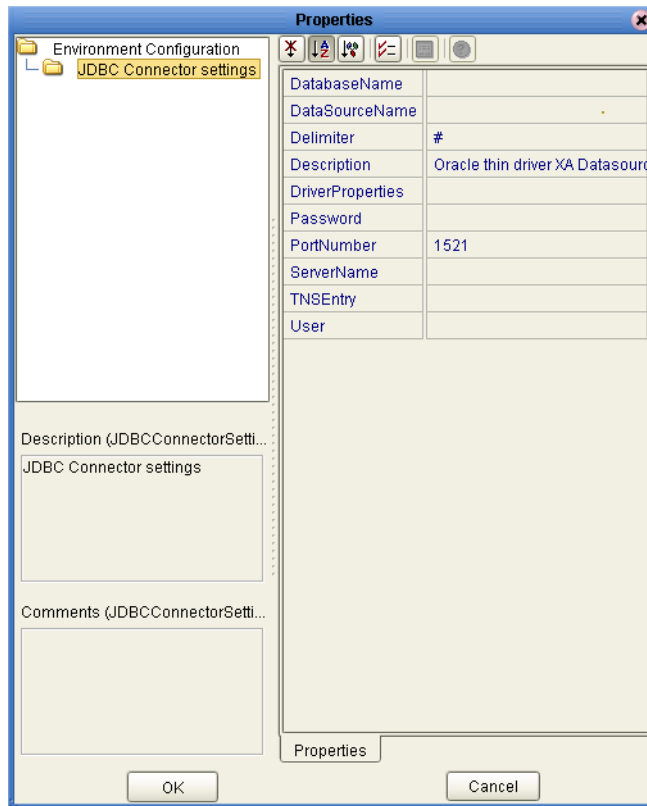 Properties
Environment Configuration
JDBC Connector settings
DatabaseName
DataSourceName
Delimiter #
Description Oracle thin driver XA Datasourc
DriverProperties
Password
PortNumber 1521
ServerName
TNSEntry
User
Description (JDBCConnectorSetti...
JDBC Connector settings
Comments (JDBCConnectorSetti...
Properties
OK
Cancel